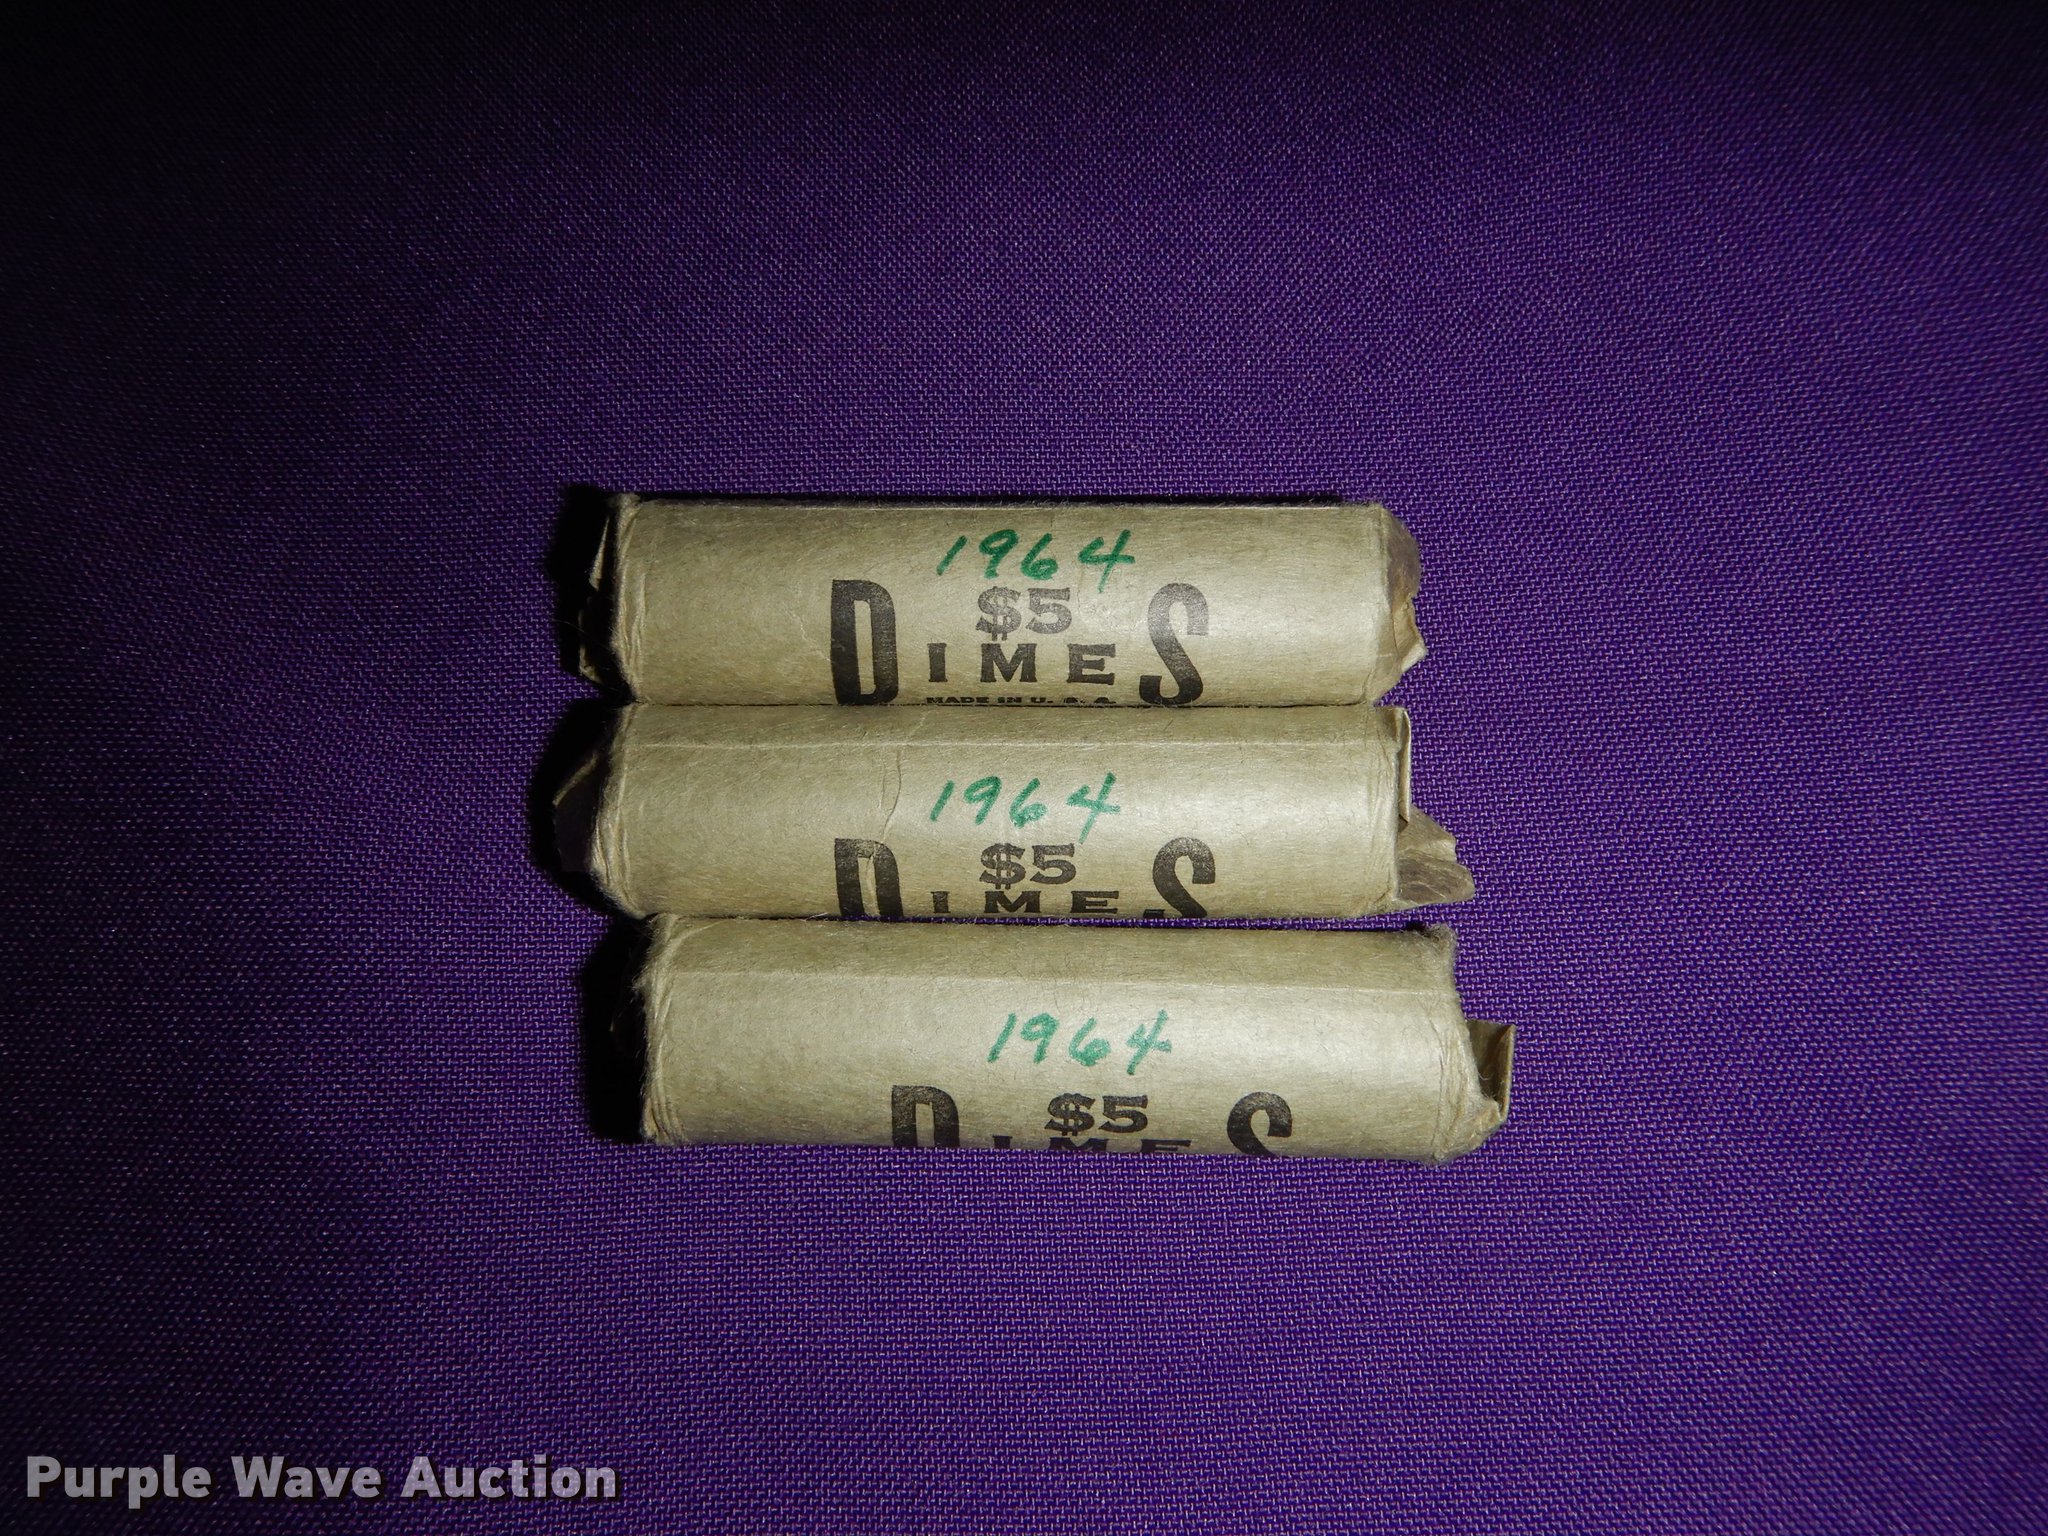 1964
$5
DIMES
MADE IN U. S. A.
1964
$5
DIMES
1964
$5
DIMES
Purple Wave Auction